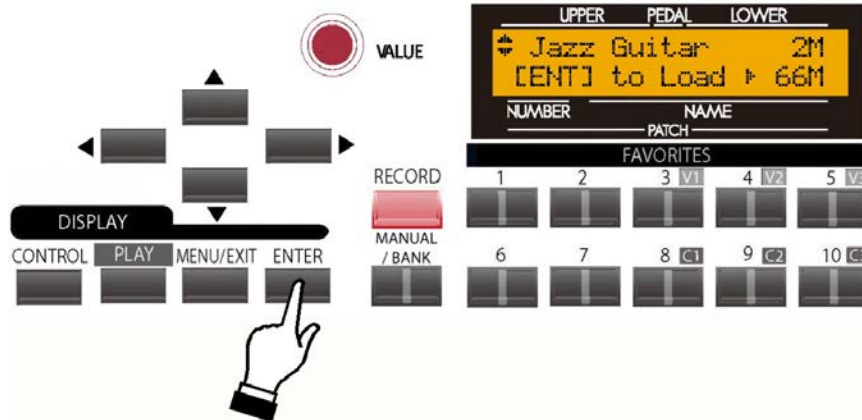 UPPER PEDAL LOWER
VALUE
Jazz Guitar 2M
[ENT] to Load 66M
NUMBER NAME
PATCH
FAVORITES
RECORD
1 2 3 V1 4 V2 5 V3
DISPLAY
MANUAL
/ BANK
CONTROL PLAY MENU/EXIT ENTER
6 7 8 C1 9 C2 10